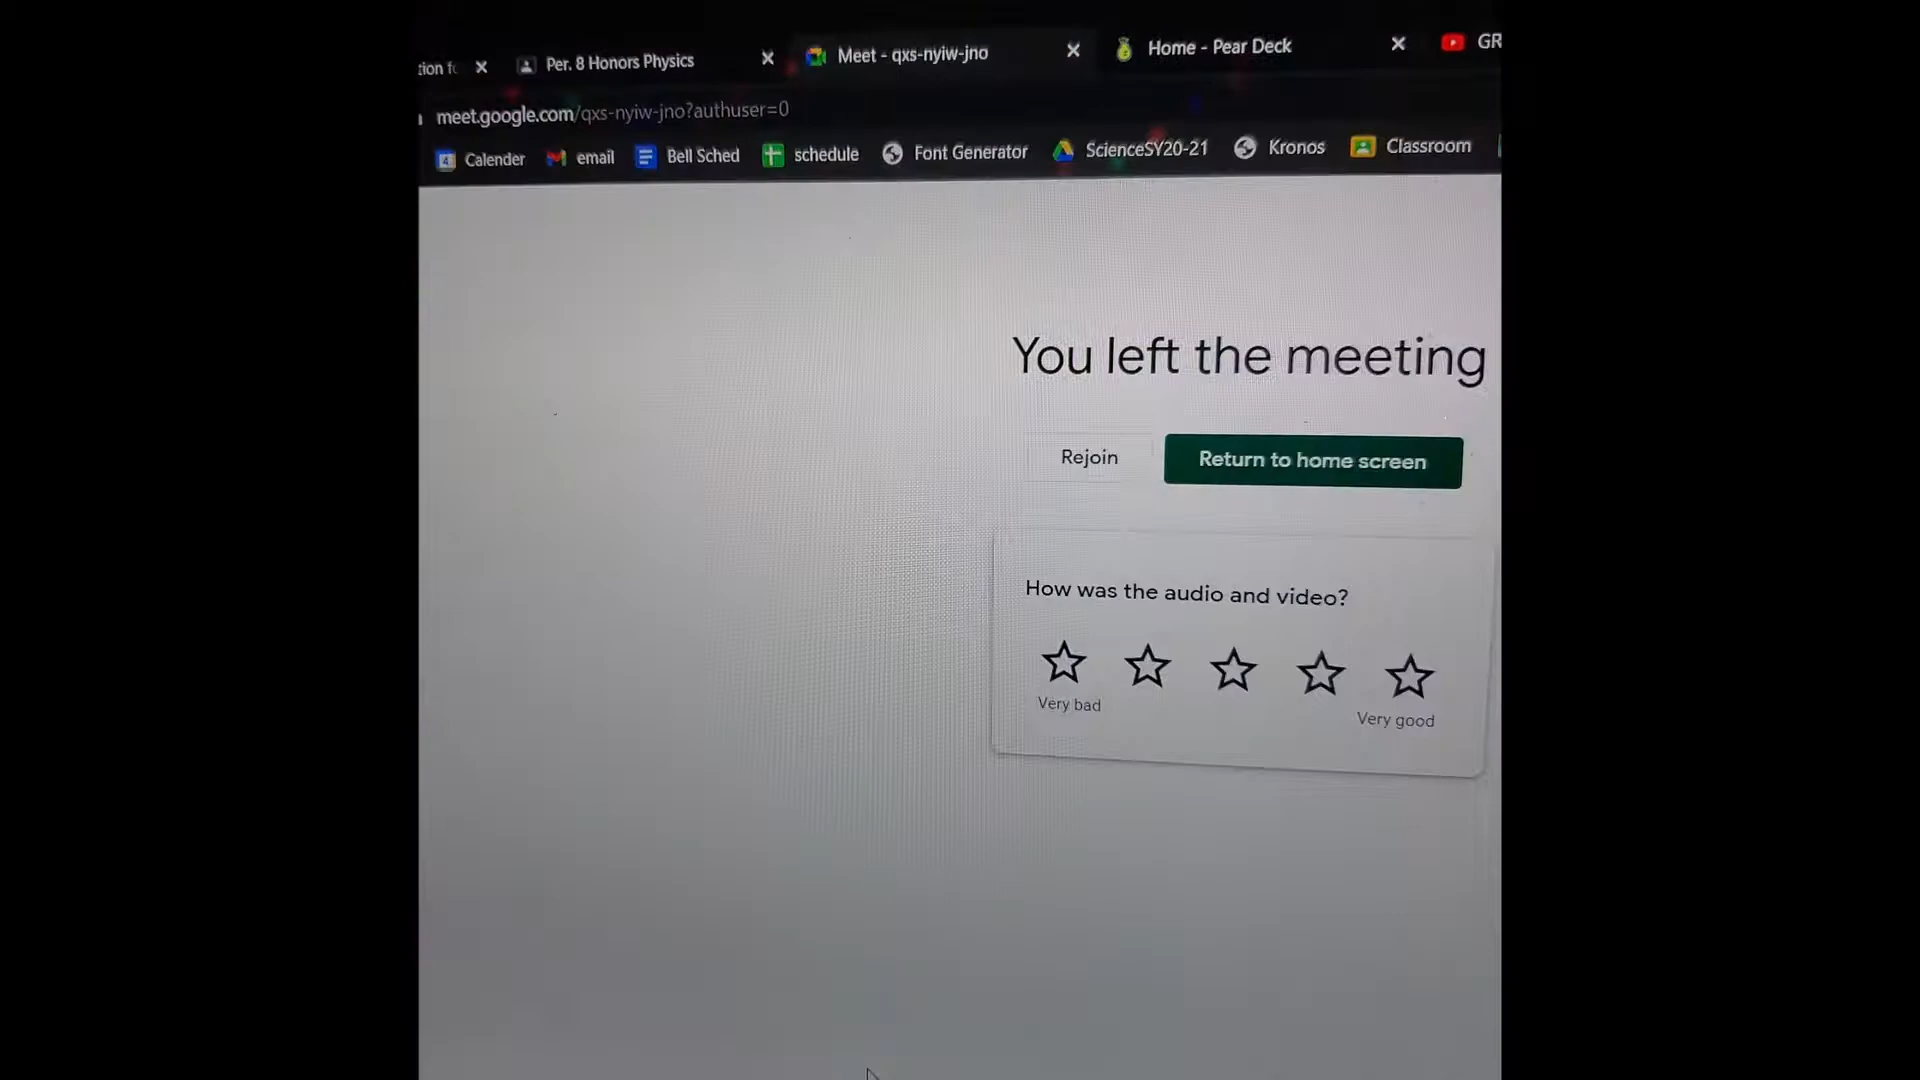 tion fo
Per. 8 Honors Physics
Meet - qxs-nyiw-jno
Home - Pear Deck
GR
meet.google.com/qxs-nyiw-jno?authuser=0
Calender email Bell Sched schedule Font Generator ScienceSY20-21 Kronos Classroom
You left the meeting
Rejoin Return to home screen
How was the audio and video?
Very bad Very good